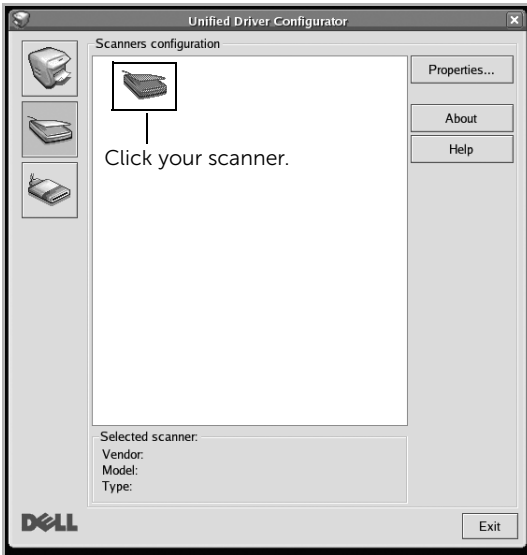 Unified Driver Configurator
Scanners configuration
Properties...
About
Help
Click your scanner.
Selected scanner:
Vendor:
Model:
Type:
DELL
Exit